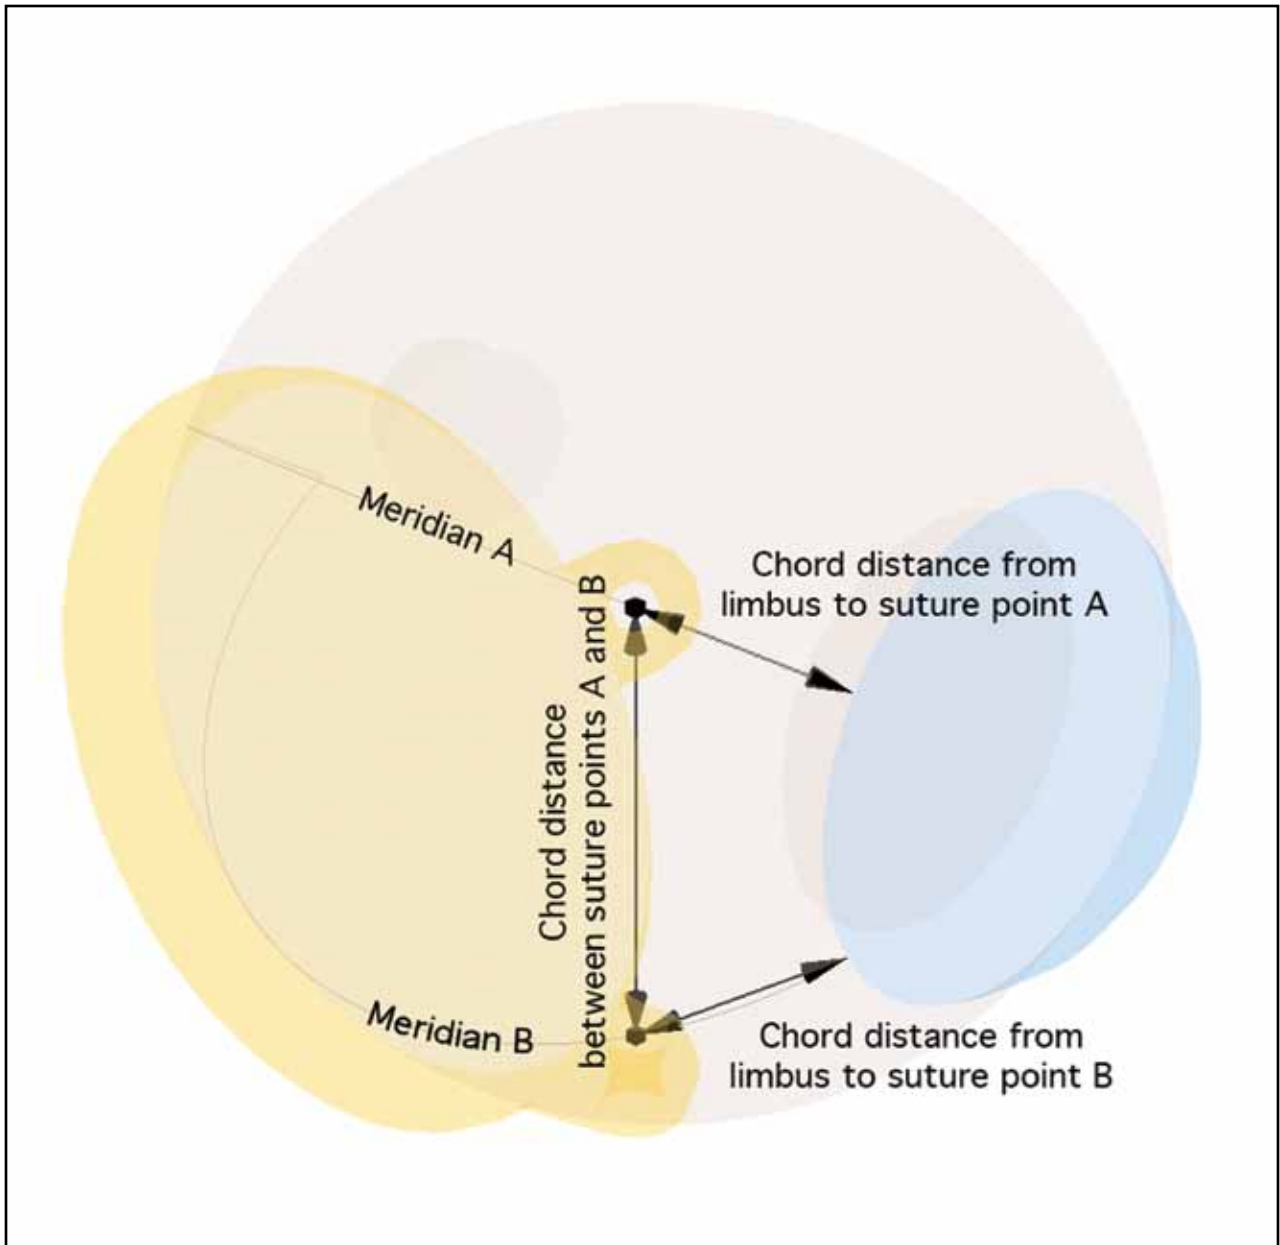 Meridian A
Chord distance from
limbus to suture point A
Chord distance
between suture points A and B
Meridian B
Chord distance from
limbus to suture point B